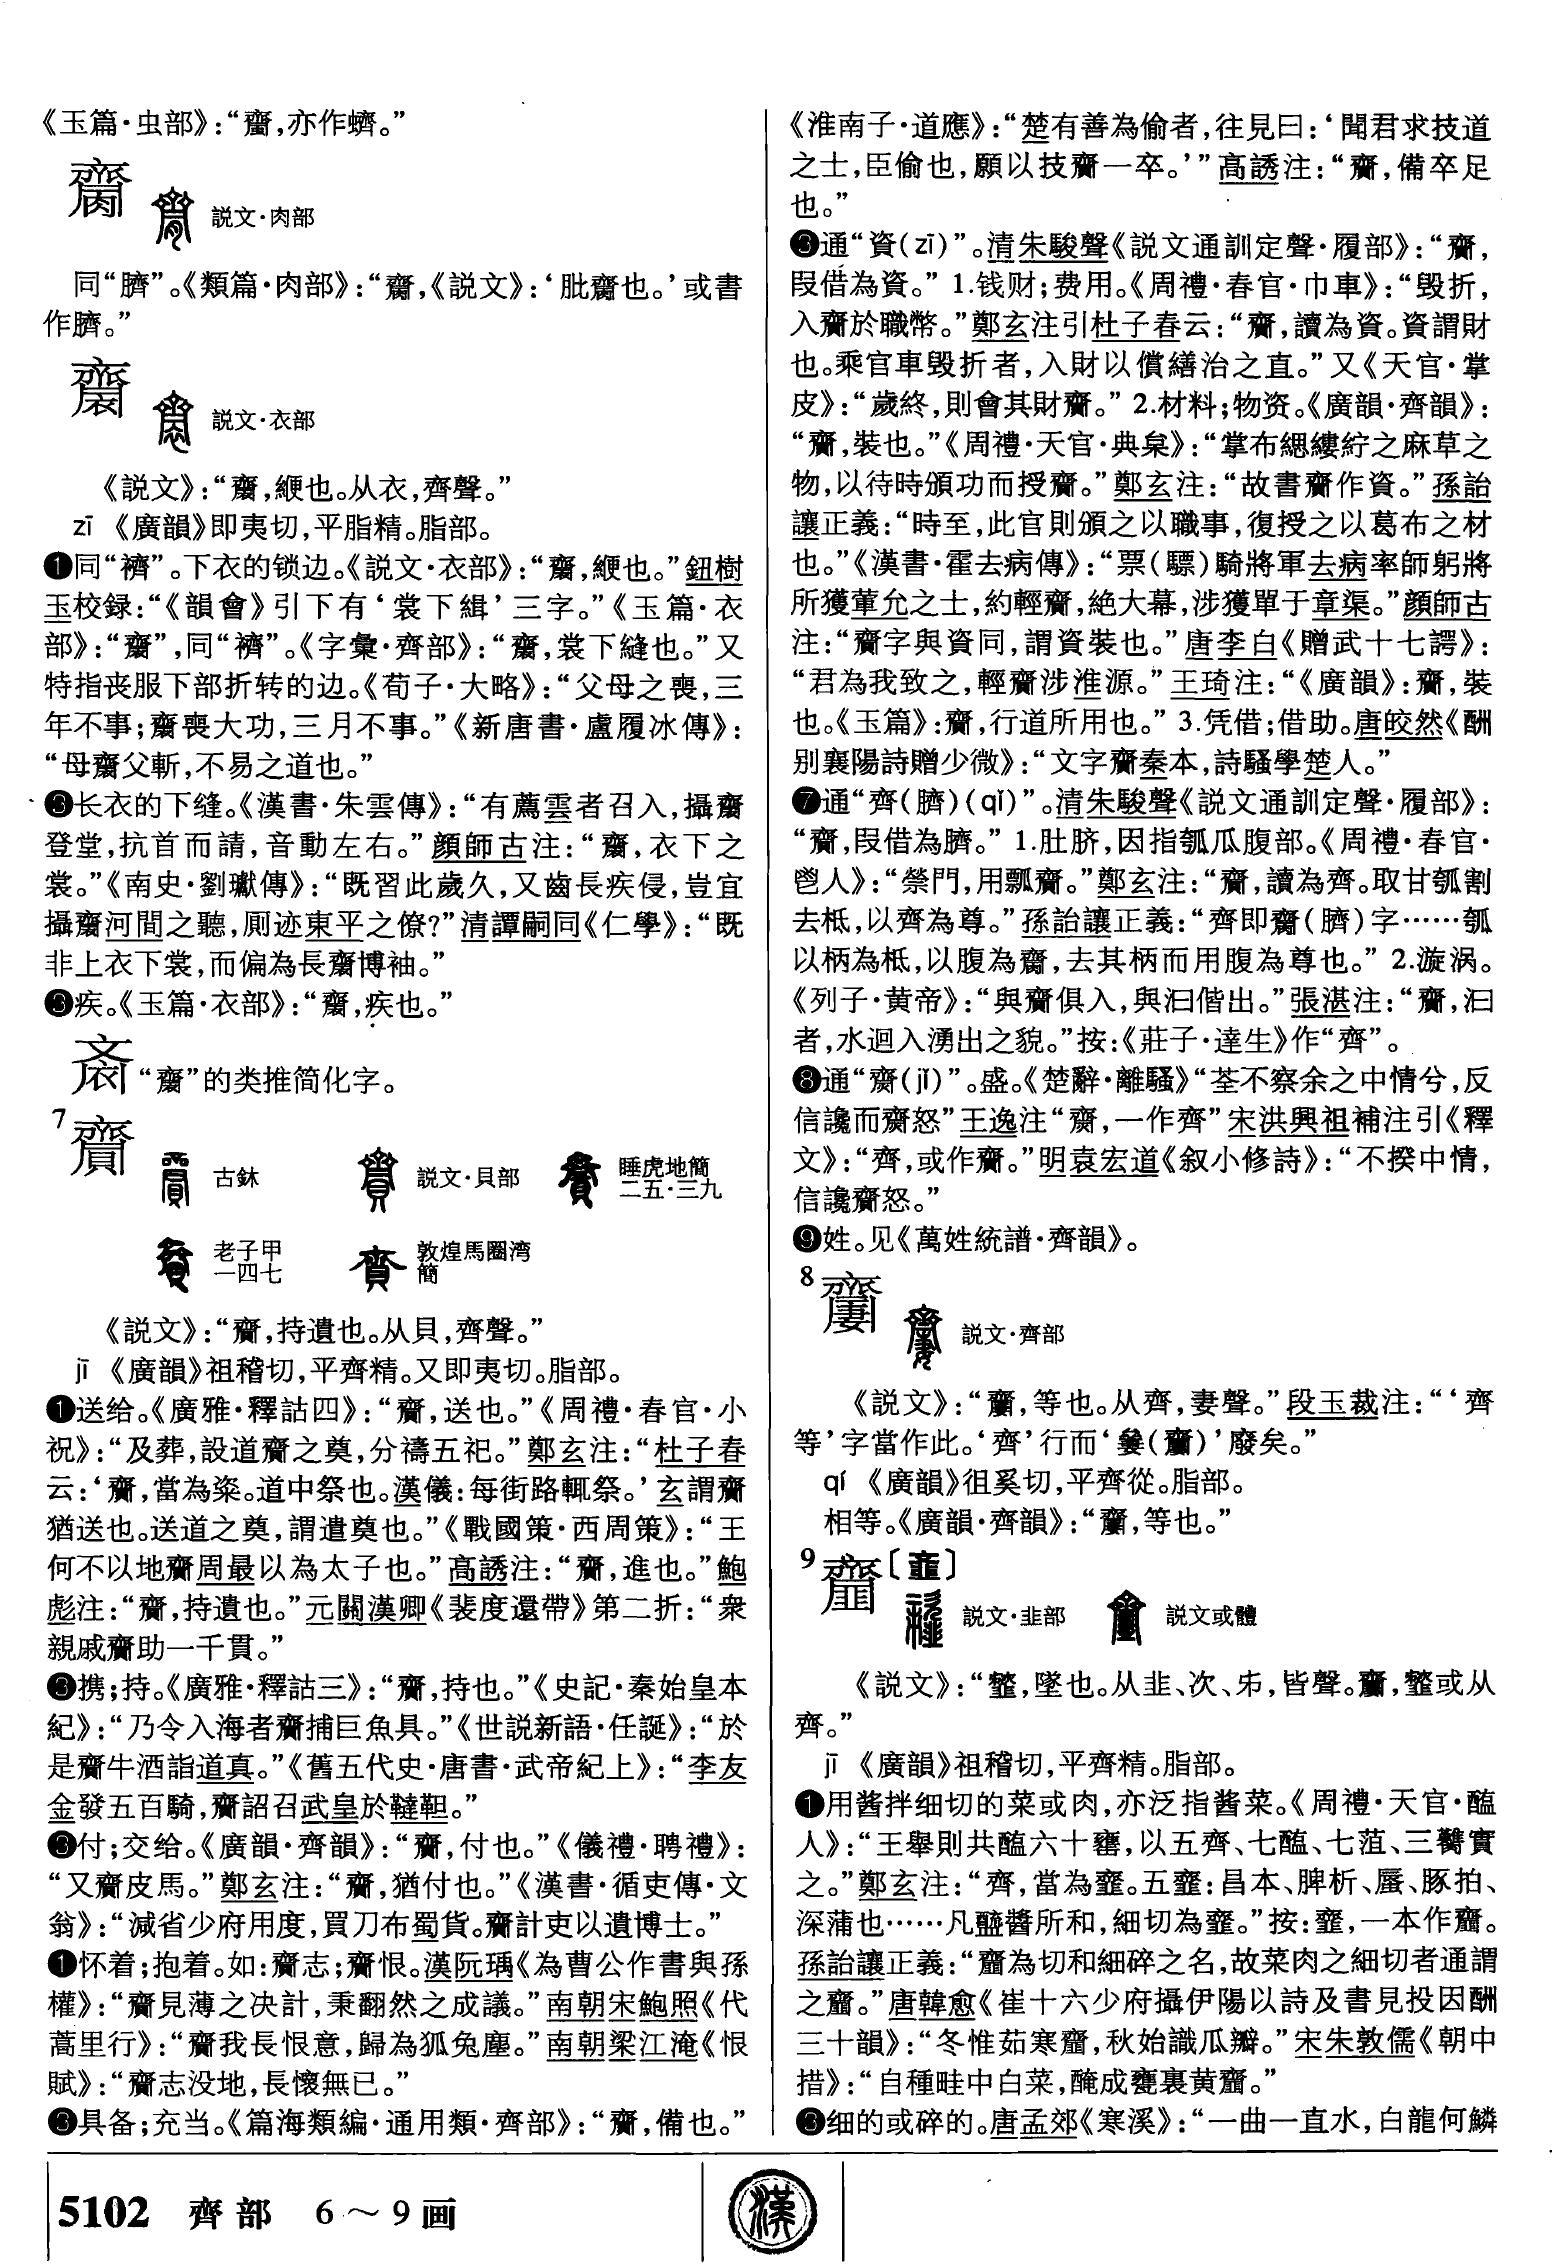 《玉篇·虫部》：“齎，亦作蠐。”
𪗇 説文·肉部
同“臍”。《類篇·肉部》：“𪗇，《説文》：‘肶𪗇也。’或書
作臍。”
齌 説文·衣部
《説文》：“齌，緶也。从衣，齊聲。”
zī 《廣韻》即夷切，平脂精。脂部。
❶同“䙣”。下衣的锁边。《説文·衣部》：“齌，緶也。”鈕樹
玉校録：“《韻會》引下有‘裳下緝’三字。”《玉篇·衣
部》：“齌”，同“䙣”。《字彙·齊部》：“齌，裳下縫也。”又
特指丧服下部折转的边。《荀子·大略》：“父母之喪，三
年不事；齌喪大功，三月不事。”《新唐書·盧履冰傳》：
“母齌父斬，不易之道也。”
❸长衣的下缝。《漢書·朱雲傳》：“有薦雲者召入，攝齌
登堂，抗首而請，音動左右。”顔師古注：“齌，衣下之
裳。”《南史·劉瓛傳》：“既習此歲久，又齒長疾侵，豈宜
攝齌河間之聽，厠迹東平之僚？”清譚嗣同《仁學》：“既
非上衣下裳，而偏為長齌博袖。”
❸疾。《玉篇·衣部》：“齌，疾也。”
“齌”的类推简化字。
7 齎 古鉢 説文·貝部 睡虎地簡
二五·三九
老子甲
一四七 敦煌馬圈湾
簡
《説文》：“齎，持遺也。从貝，齊聲。”
jī 《廣韻》祖稽切，平齊精。又即夷切。脂部。
❶送给。《廣雅·釋詁四》：“齎，送也。”《周禮·春官·小
祝》：“及葬，設道齎之奠，分禱五祀。”鄭玄注：“杜子春
云：‘齎，當為粢。道中祭也。漢儀：每街路輒祭。’玄謂齎
猶送也。送道之奠，謂遣奠也。”《戰國策·西周策》：“王
何不以地齎周最以為太子也。”高誘注：“齎，進也。”鮑
彪注：“齎，持遺也。”元關漢卿《裴度還帶》第二折：“衆
親戚齎助一千貫。”
❸携；持。《廣雅·釋詁三》：“齎，持也。”《史記·秦始皇本
紀》：“乃令入海者齎捕巨魚具。”《世説新語·任誕》：“於
是齎牛酒詣道真。”《舊五代史·唐書·武帝紀上》：“李友
金發五百騎，齎詔召武皇於韃靼。”
❸付；交给。《廣韻·齊韻》：“齎，付也。”《儀禮·聘禮》：
“又齎皮馬。”鄭玄注：“齎，猶付也。”《漢書·循吏傳·文
翁》：“減省少府用度，買刀布蜀貨。齎計吏以遺博士。”
❶怀着；抱着。如：齎志；齎恨。漢阮瑀《為曹公作書與孫
權》：“齎見薄之决計，秉翻然之成議。”南朝宋鮑照《代
蒿里行》：“齎我長恨意，歸為狐兔塵。”南朝梁江淹《恨
賦》：“齎志没地，長懷無已。”
❸具备；充当。《篇海類編·通用類·齊部》：“齎，備也。”
《淮南子·道應》：“楚有善為偷者，往見曰：‘聞君求技道
之士，臣偷也，願以技齎一卒。’”高誘注：“齎，備卒足
也。”
❸通“資（zī）”。清朱駿聲《説文通訓定聲·履部》：“齎，
叚借為資。”1.钱财；费用。《周禮·春官·巾車》：“毁折，
入齎於職幣。”鄭玄注引杜子春云：“齎，讀為資。資謂財
也。乘官車毁折者，入財以償繕治之直。”又《天官·掌
皮》：“歲終，則會其財齎。”2.材料；物资。《廣韻·齊韻》：
“齎，裝也。”《周禮·天官·典枲》：“掌布緦縷紵之麻草之
物，以待時頒功而授齎。”鄭玄注：“故書齎作資。”孫詒
讓正義：“時至，此官則頒之以職事，復授之以葛布之材
也。”《漢書·霍去病傳》：“票（驃）騎將軍去病率師躬將
所獲葷允之士，約輕齎，絶大幕，涉獲單于章渠。”顔師古
注：“齎字與資同，謂資裝也。”唐李白《贈武十七諤》：
“君為我致之，輕齎涉淮源。”王琦注：“《廣韻》：齎，裝
也。《玉篇》：齎，行道所用也。”3.凭借；借助。唐皎然《酬
别襄陽詩贈少微》：“文字齎秦本，詩騷學楚人。”
❼通“齊（臍）（qí）”。清朱駿聲《説文通訓定聲·履部》：
“齎，叚借為臍。”1.肚脐，因指瓠瓜腹部。《周禮·春官·
鬯人》：“禜門，用瓢齎。”鄭玄注：“齎，讀為齊。取甘瓠割
去柢，以齊為尊。”孫詒讓正義：“齊即𪗇（臍）字……瓠
以柄為柢，以腹為𪗇，去其柄而用腹為尊也。”2.漩涡。
《列子·黄帝》：“與齎俱入，與汩偕出。”張湛注：“齎，汩
者，水迴入湧出之貌。”按：《莊子·達生》作“齊”。
❽通“齌（jì）”。盛。《楚辭·離騷》“荃不察余之中情兮，反
信讒而齎怒”王逸注“齎，一作齊”宋洪興祖補注引《釋
文》：“齊，或作齎。”明袁宏道《叙小修詩》：“不揆中情，
信讒齎怒。”
❾姓。见《萬姓統譜·齊韻》。
8 齍 説文·齊部
《説文》：“𪗍，等也。从齊，妻聲。”段玉裁注：“‘齊
等’字當作此。‘齊’行而‘𪗍’廢矣。”
qí 《廣韻》徂奚切，平齊從。脂部。
相等。《廣韻·齊韻》：“𪗍，等也。”
9 齏〔韲〕 説文·韭部 説文或體
《説文》：“𩐎，墜也。从韭、次、𠂔，皆聲。齏，𩐎或从
齊。”
jī 《廣韻》祖稽切，平齊精。脂部。
❶用酱拌细切的菜或肉，亦泛指酱菜。《周禮·天官·醢
人》：“王舉則共醢六十罋，以五齊、七醢、七菹、三臡實
之。”鄭玄注：“齊，當為韲。五韲：昌本、脾析、蜃、豚拍、
深蒲也……凡醯醬所和，細切為韲。”按：韲，一本作齏。
孫詒讓正義：“齏為切和細碎之名，故菜肉之細切者通謂
之齏。”唐韓愈《崔十六少府攝伊陽以詩及書見投因酬
三十韻》：“冬惟茹寒齏，秋始識瓜瓣。”宋朱敦儒《朝中
措》：“自種畦中白菜，醃成甕裏黄齏。”
❸细的或碎的。唐孟郊《寒溪》：“一曲一直水，白龍何鱗
5102 齊部 6～9画 漢